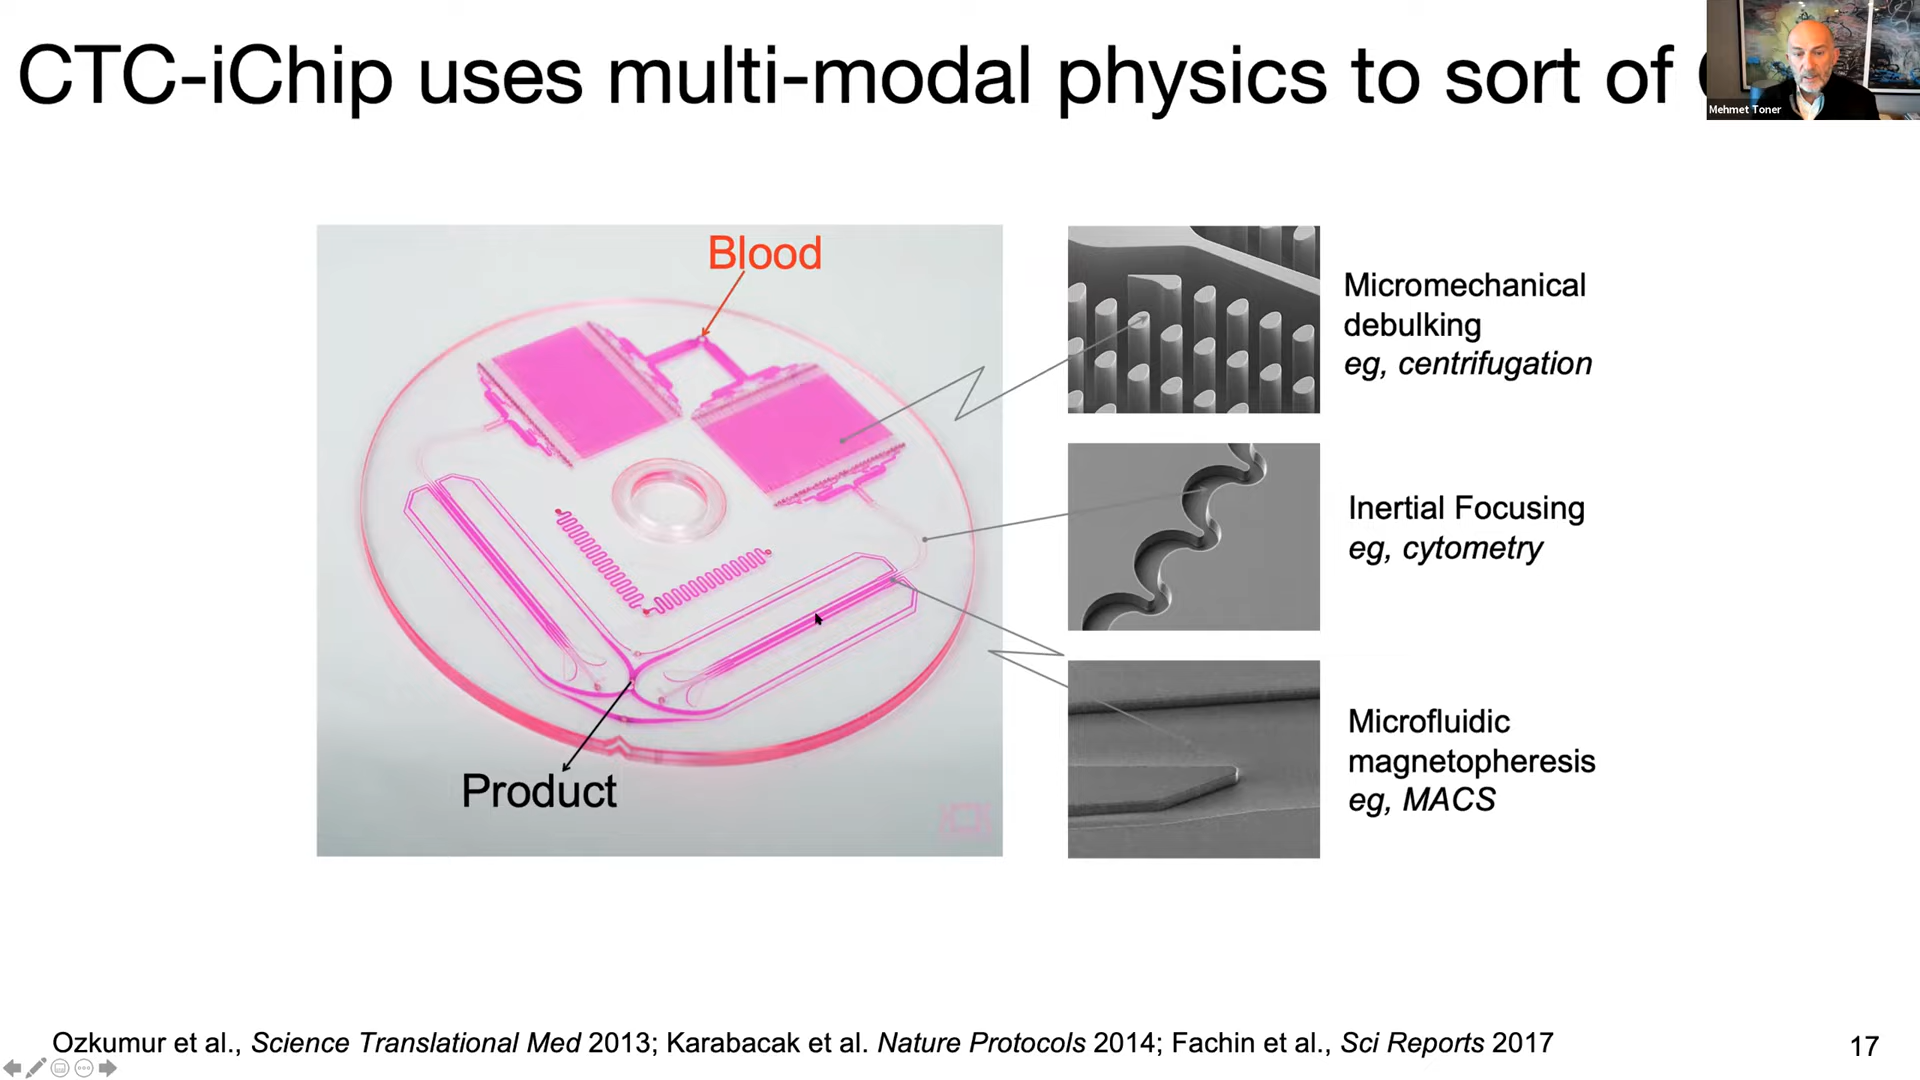 CTC-iChip uses multi-modal physics to sort of
Mehmet Toner
Blood
Micromechanical
debulking
eg, centrifugation
Inertial Focusing
eg, cytometry
Microfluidic
magnetopheresis
eg, MACS
Product
Ozkumur et al., Science Translational Med 2013; Karabacak et al. Nature Protocols 2014; Fachin et al., Sci Reports 2017
17